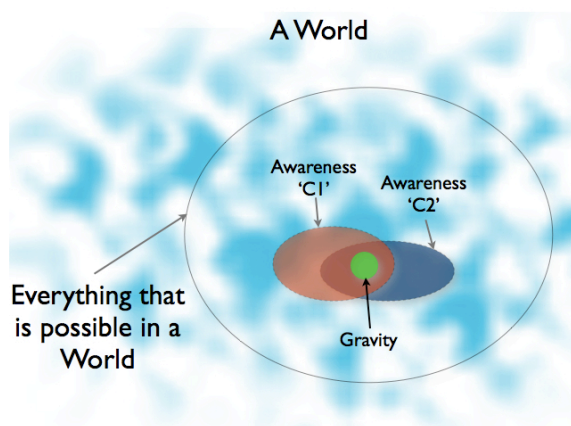 A World
Awareness
'C1'
Awareness
'C2'
Everything that
is possible in a
World
Gravity